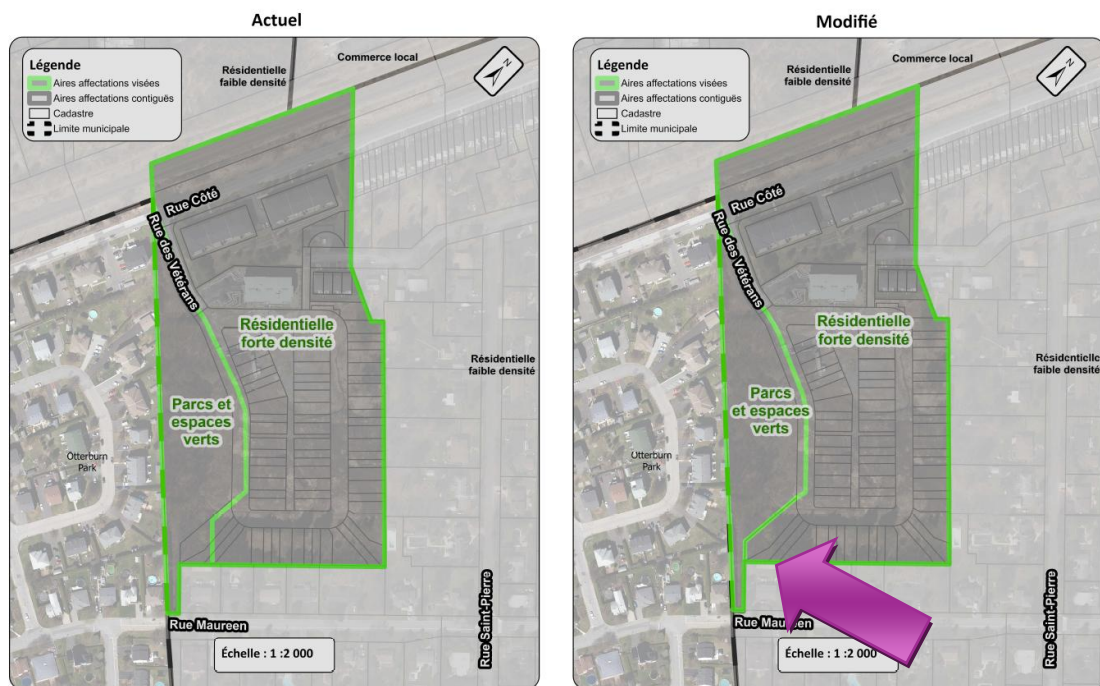 Actuel
Légende
Aires affectations visées
Aires affectations contiguës
Cadastre
Limite municipale
Résidentielle
faible densité
Commerce local
N
Rue Côté
Rue des Vétérans
Résidentielle
forte densité
Parcs et
espaces
verts
Résidentielle
faible densité
Otterburn
Park
Rue Maureen
Rue Saint-Pierre
Échelle : 1 :2 000
Modifié
Légende
Aires affectations visées
Aires affectations contiguës
Cadastre
Limite municipale
Résidentielle
faible densité
Commerce local
N
Rue Côté
Rue des Vétérans
Résidentielle
forte densité
Parcs
et espaces
verts
Résidentielle
faible densité
Otterburn
Park
Rue Maureen
Rue Saint-Pierre
Échelle : 1 :2 000